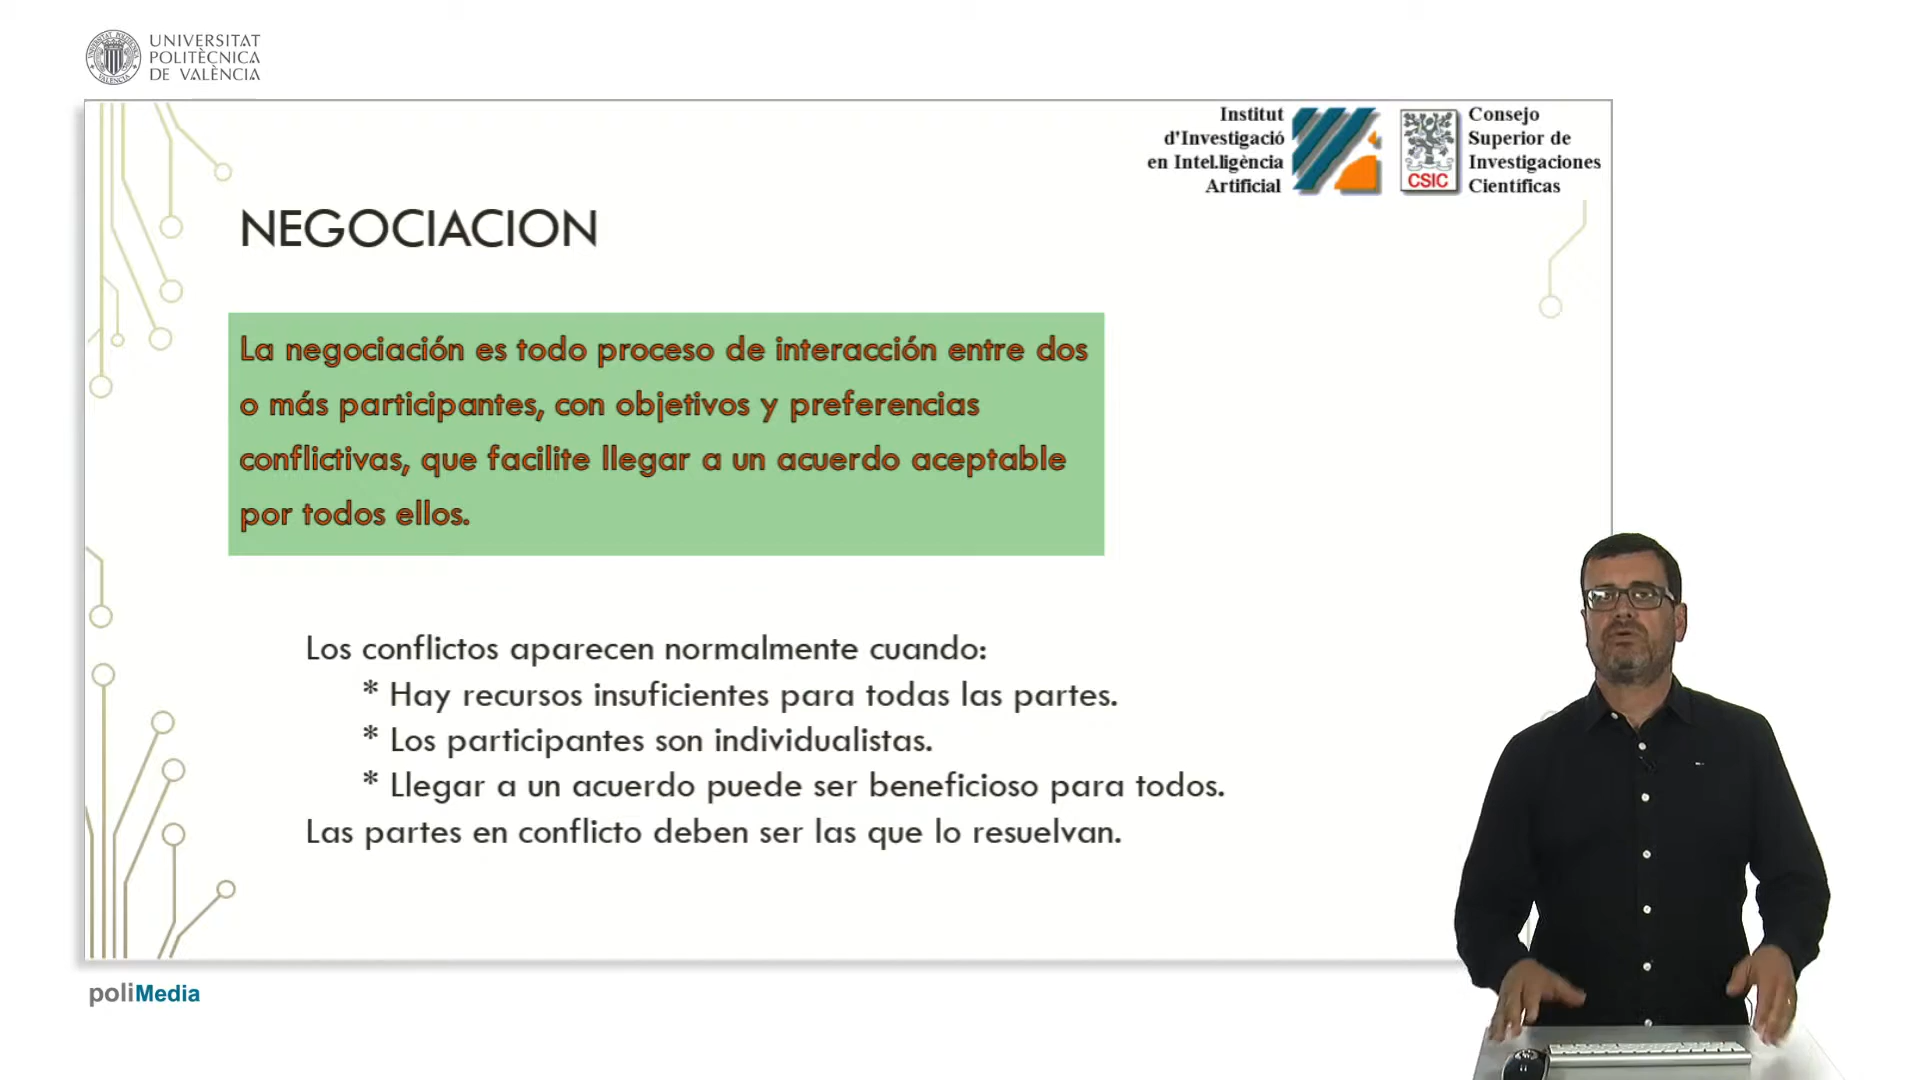 UNIVERSITAT
POLITÈCNICA
DE VALÈNCIA
Institut
d'Investigació
en Intel.ligència
Artificial
CSIC
Consejo
Superior de
Investigaciones
Científicas
NEGOCIACION
La negociación es todo proceso de interacción entre dos
o más participantes, con objetivos y preferencias
conflictivas, que facilite llegar a un acuerdo aceptable
por todos ellos.
Los conflictos aparecen normalmente cuando:
* Hay recursos insuficientes para todas las partes.
* Los participantes son individualistas.
* Llegar a un acuerdo puede ser beneficioso para todos.
Las partes en conflicto deben ser las que lo resuelvan.
poliMedia